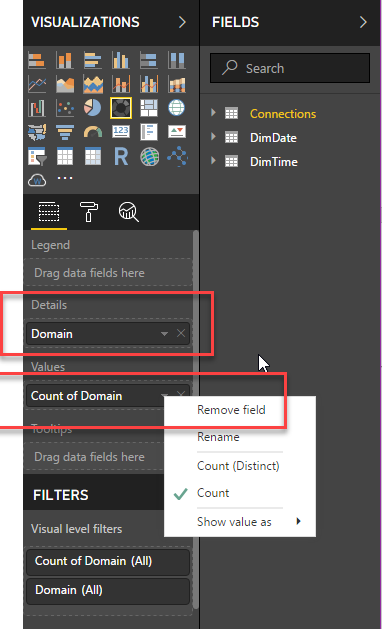 VISUALIZATIONS
FIELDS
Search
Connections
DimDate
DimTime
123
R
Legend
Drag data fields here
Details
Domain
Values
Count of Domain
Tooltips
Drag data fields here
Remove field
Rename
Count (Distinct)
Count
Show value as
FILTERS
Visual level filters
Count of Domain (All)
Domain (All)